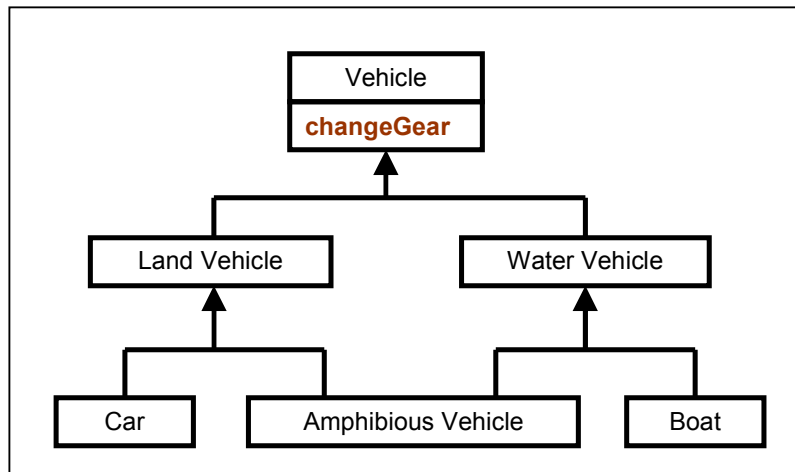 Vehicle
changeGear
Land Vehicle
Water Vehicle
Car
Amphibious Vehicle
Boat